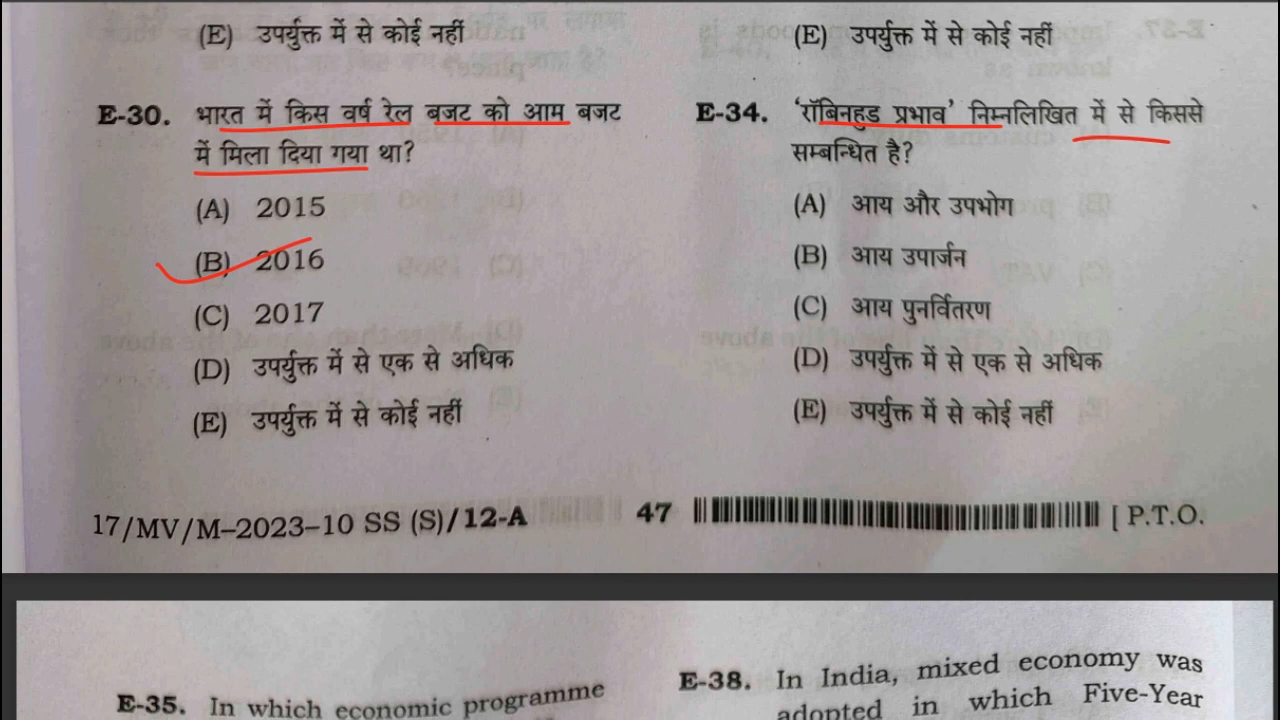 (E) उपर्युक्त में से कोई नहीं
E-30. भारत में किस वर्ष रेल बजट को आम बजट
में मिला दिया गया था?
(A) 2015
(B) 2016
(C) 2017
(D) उपर्युक्त में से एक से अधिक
(E) उपर्युक्त में से कोई नहीं
(E) उपर्युक्त में से कोई नहीं
E-34. ‘रॉबिनहुड प्रभाव’ निम्नलिखित में से किससे
सम्बन्धित है?
(A) आय और उपभोग
(B) आय उपार्जन
(C) आय पुनर्वितरण
(D) उपर्युक्त में से एक से अधिक
(E) उपर्युक्त में से कोई नहीं
17/MV/M–2023–10 SS (S)/12-A 47 [ P.T.O.
E-35. In which economic programme
E-38. In India, mixed economy was
adopted in which Five-Year